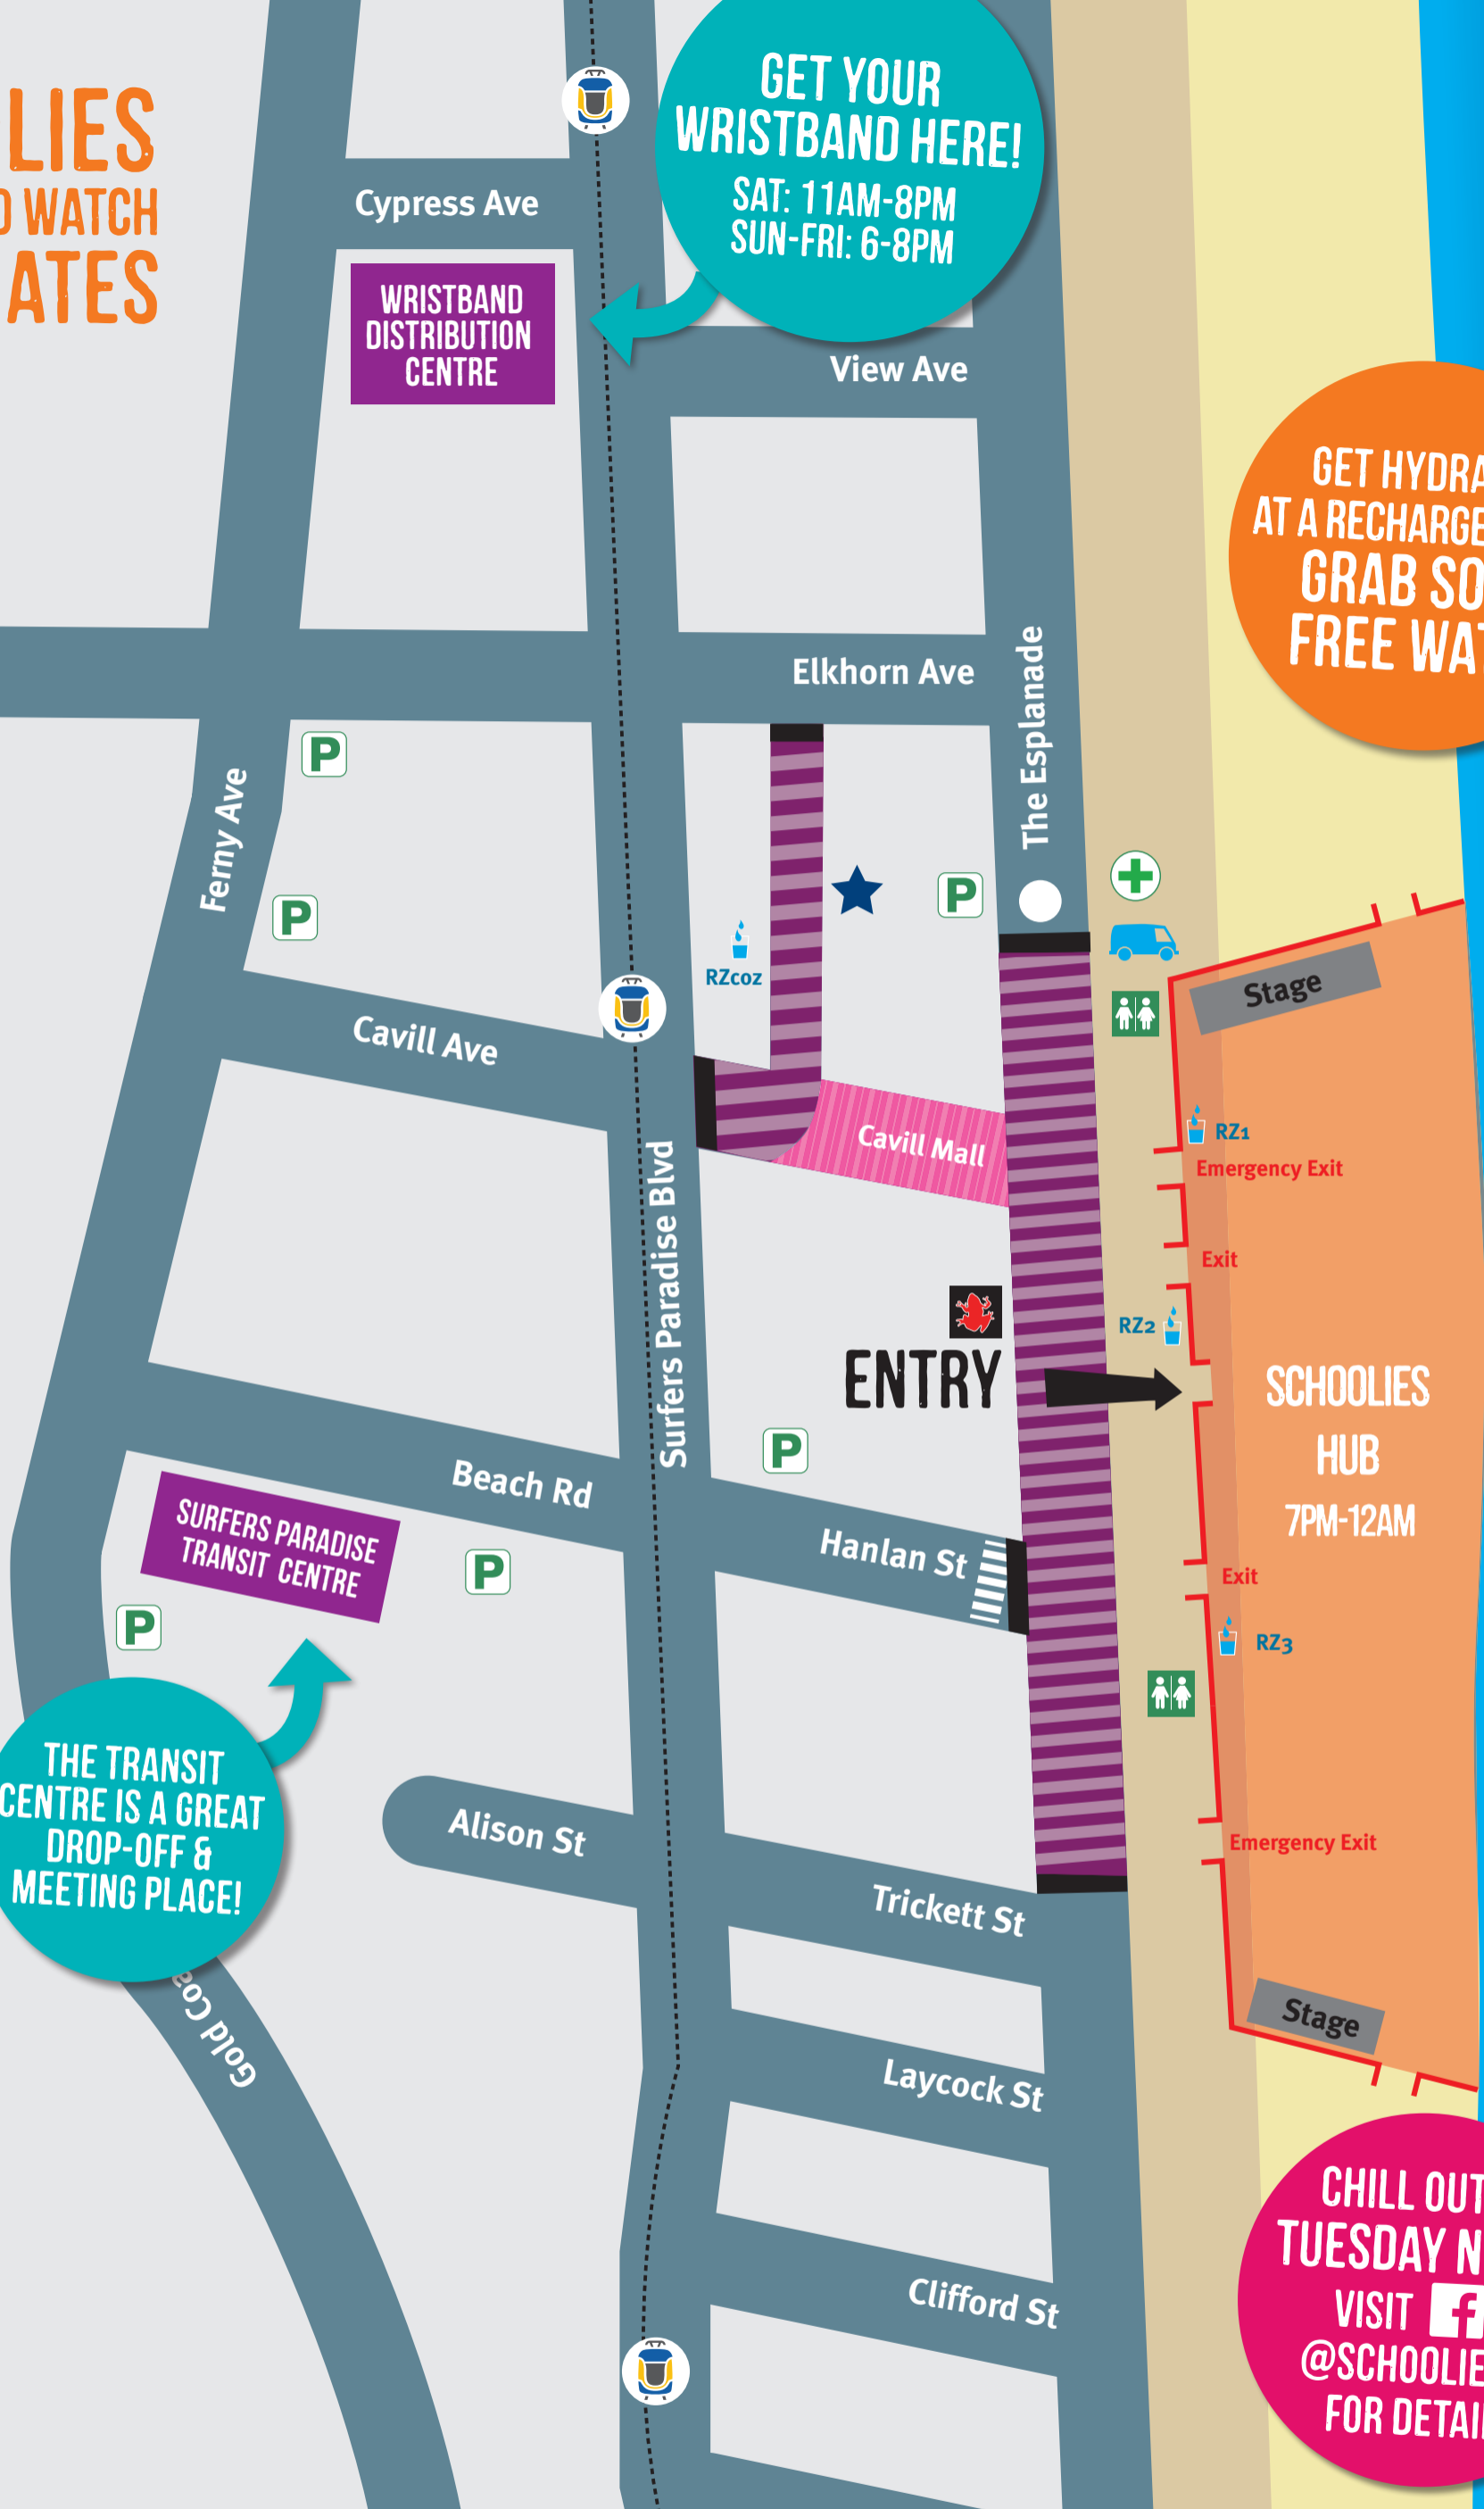 LIES
WATCH
ATES
GET YOUR
WRISTBAND HERE!
SAT: 11AM-8PM
SUN-FRI: 6-8PM
Cypress Ave
WRISTBAND
DISTRIBUTION
CENTRE
View Ave
GET HYDRA
AT A RECHARGE
GRAB SO
FREE WAT
Elkhorn Ave
The Esplanade
Ferny Ave
P
P
P
RZcoz
Stage
Cavill Ave
Cavill Mall
RZ1
Emergency Exit
Exit
Surfers Paradise Blvd
RZ2
ENTRY
SCHOOLIES
HUB
7PM-12AM
P
Beach Rd
SURFERS PARADISE
TRANSIT CENTRE
P
P
Hanlan St
Exit
RZ3
THE TRANSIT
CENTRE IS A GREAT
DROP-OFF &
MEETING PLACE!
Alison St
Emergency Exit
Trickett St
Gold Coa
Stage
Laycock St
CHILL OUT
TUESDAY N
VISIT f
@SCHOOLIE
FOR DETAI
Clifford St